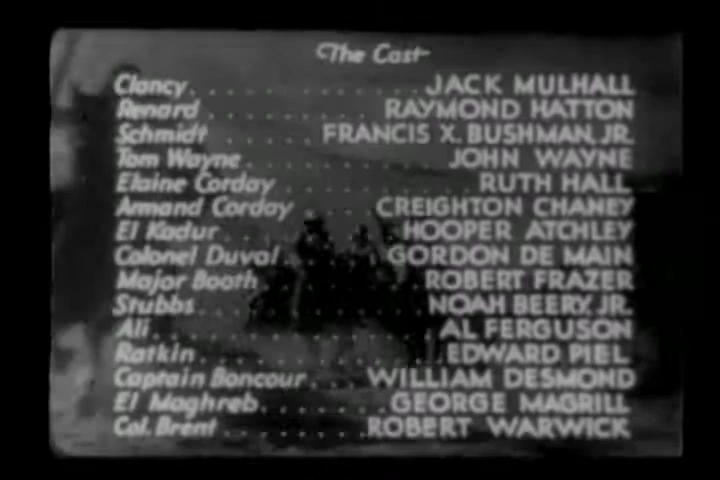 The Cast
Clancy. . . . . . . . . . . . . JACK MULHALL
Renard . . . . . . . . . . RAYMOND HATTON
Schmidt . . . . . . FRANCIS X. BUSHMAN, JR.
Tom Wayne . . . . . . . . . . JOHN WAYNE
Elaine Corday . . . . . . . . . . RUTH HALL
Armand Corday . . . . CREIGHTON CHANEY
El Kadur . . . . . . . . . HOOPER ATCHLEY
Colonel Duval . . . . . . GORDON DE MAIN
Major Booth . . . . . . . . ROBERT FRAZER
Stubbs . . . . . . . . . . . NOAH BEERY, JR.
Ali . . . . . . . . . . . . . . AL FERGUSON
Ratkin . . . . . . . . . . . . EDWARD PIEL
Captain Boncour . . . WILLIAM DESMOND
El Maghreb. . . . . . . . GEORGE MAGRILL
Col. Brent . . . . . . . . ROBERT WARWICK